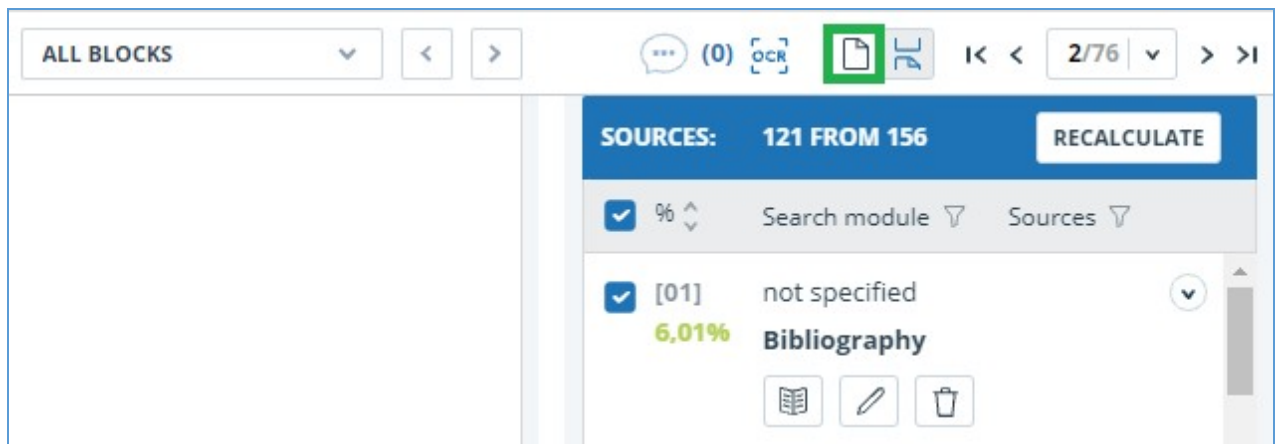 ALL BLOCKS (0) OCR 2/76
SOURCES: 121 FROM 156 RECALCULATE
% Search module Sources
[01] not specified
6,01% Bibliography